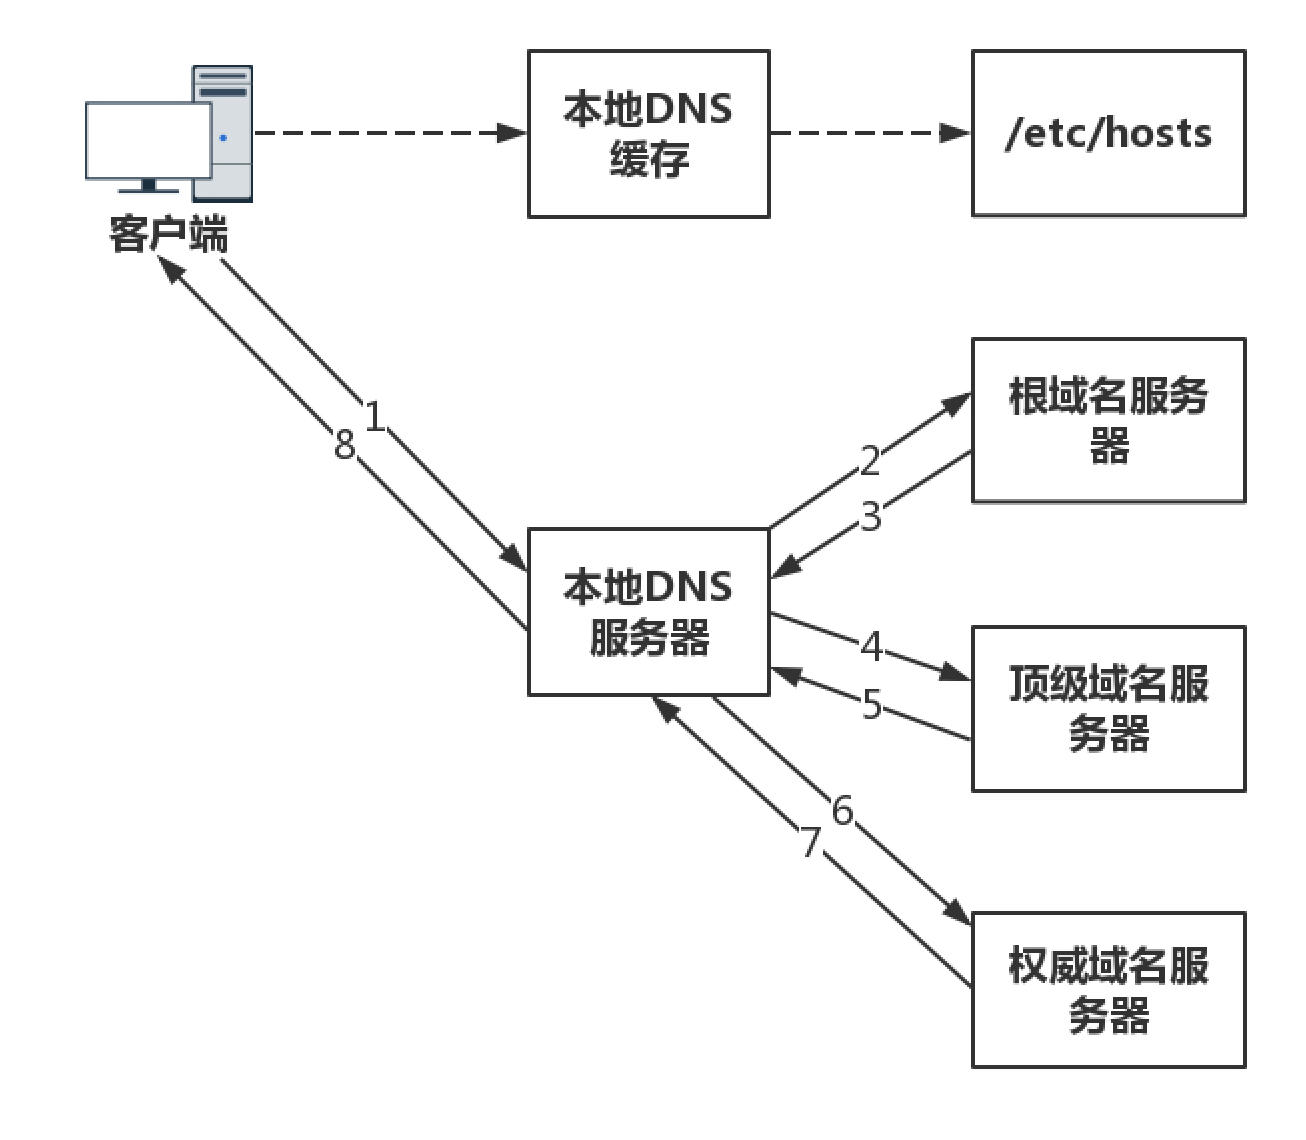 本地DNS
缓存
/etc/hosts
客户端
1
8
根域名服务
器
2
3
本地DNS
服务器
4
5
顶级域名服
务器
6
7
权威域名服
务器